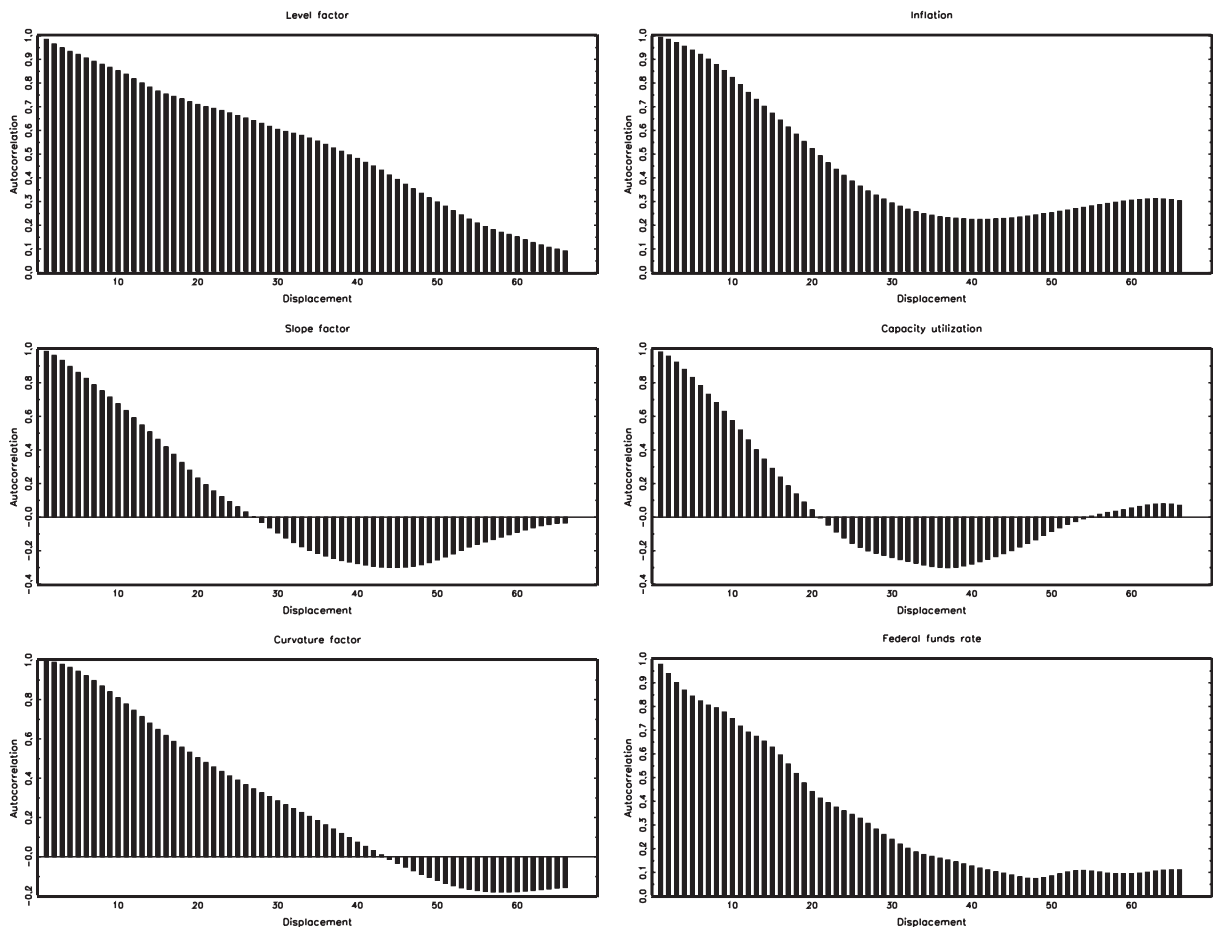 Level factor
Autocorrelation
1.0
0.9
0.8
0.7
0.6
0.5
0.4
0.3
0.2
0.1
0.0
10 20 30 40 50 60
Displacement
Inflation
Autocorrelation
1.0
0.9
0.8
0.7
0.6
0.5
0.4
0.3
0.2
0.1
0.0
10 20 30 40 50 60
Displacement
Slope factor
Autocorrelation
1.0
0.8
0.6
0.4
0.2
-0.0
-0.2
-0.4
10 20 30 40 50 60
Displacement
Capacity utilization
Autocorrelation
1.0
0.8
0.6
0.4
0.2
-0.0
-0.2
-0.4
10 20 30 40 50 60
Displacement
Curvature factor
Autocorrelation
1.0
0.8
0.6
0.4
0.2
-0.0
-0.2
10 20 30 40 50 60
Displacement
Federal funds rate
Autocorrelation
1.0
0.9
0.8
0.7
0.6
0.5
0.4
0.3
0.2
0.1
0.0
10 20 30 40 50 60
Displacement